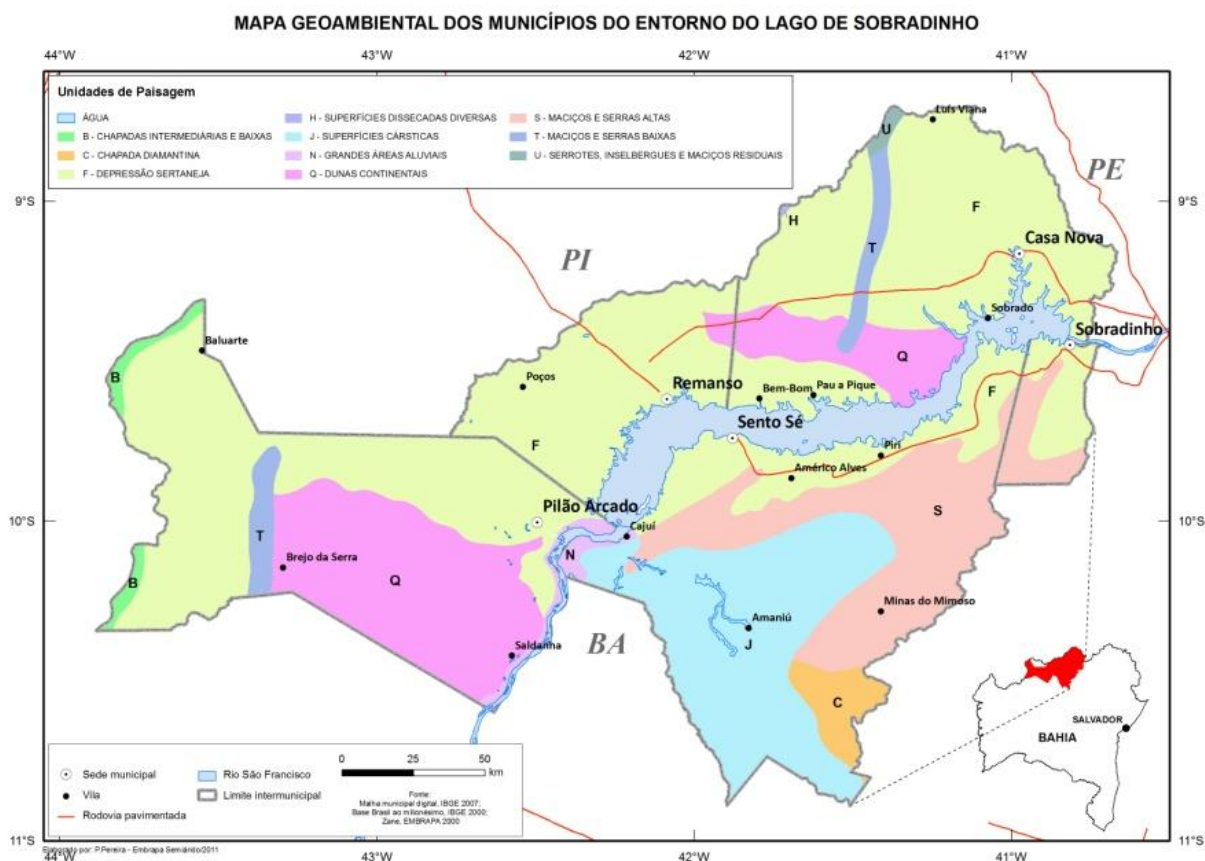 MAPA GEOAMBIENTAL DOS MUNICÍPIOS DO ENTORNO DO LAGO DE SOBRADINHO
44°W
43°W
42°W
41°W
Unidades de Paisagem
ÁGUA
B - CHAPADAS INTERMEDIÁRIAS E BAIXAS
C - CHAPADA DIAMANTINA
F - DEPRESSÃO SERTANEJA
H - SUPERFÍCIES DISSECADAS DIVERSAS
J - SUPERFÍCIES CÁRSTICAS
N - GRANDES ÁREAS ALUVIAIS
Q - DUNAS CONTINENTAIS
S - MACIÇOS E SERRAS ALTAS
T - MACIÇOS E SERRAS BAIXAS
U - SERROTES, INSELBERGUES E MACIÇOS RESIDUAIS
Luís Viana
U
PE
9°S
9°S
H
F
PI
Casa Nova
T
Sobrado
Sobradinho
Baluarte
Q
B
Poços
Remanso
Bem-Bom
Pau a Pique
F
Sento Sé
F
Piri
Américo Alves
Pilão Arcado
S
10°S
10°S
Cajuí
T
N
Brejo da Serra
Q
B
Minas do Mimoso
Amaniú
BA
J
Saldanha
C
SALVADOR
BAHIA
Sede municipal
Vila
Rodovia pavimentada
Rio São Francisco
Limite intermunicipal
0 25 50
km
Fonte:
Malha municipal digital, IBGE 2007;
Base Brasil ao milionésimo, IBGE 2000;
Zane, EMBRAPA 2000
11°S
11°S
Elaborado por: P.Pereira - Embrapa Semiárido/2011
44°W
43°W
42°W
41°W